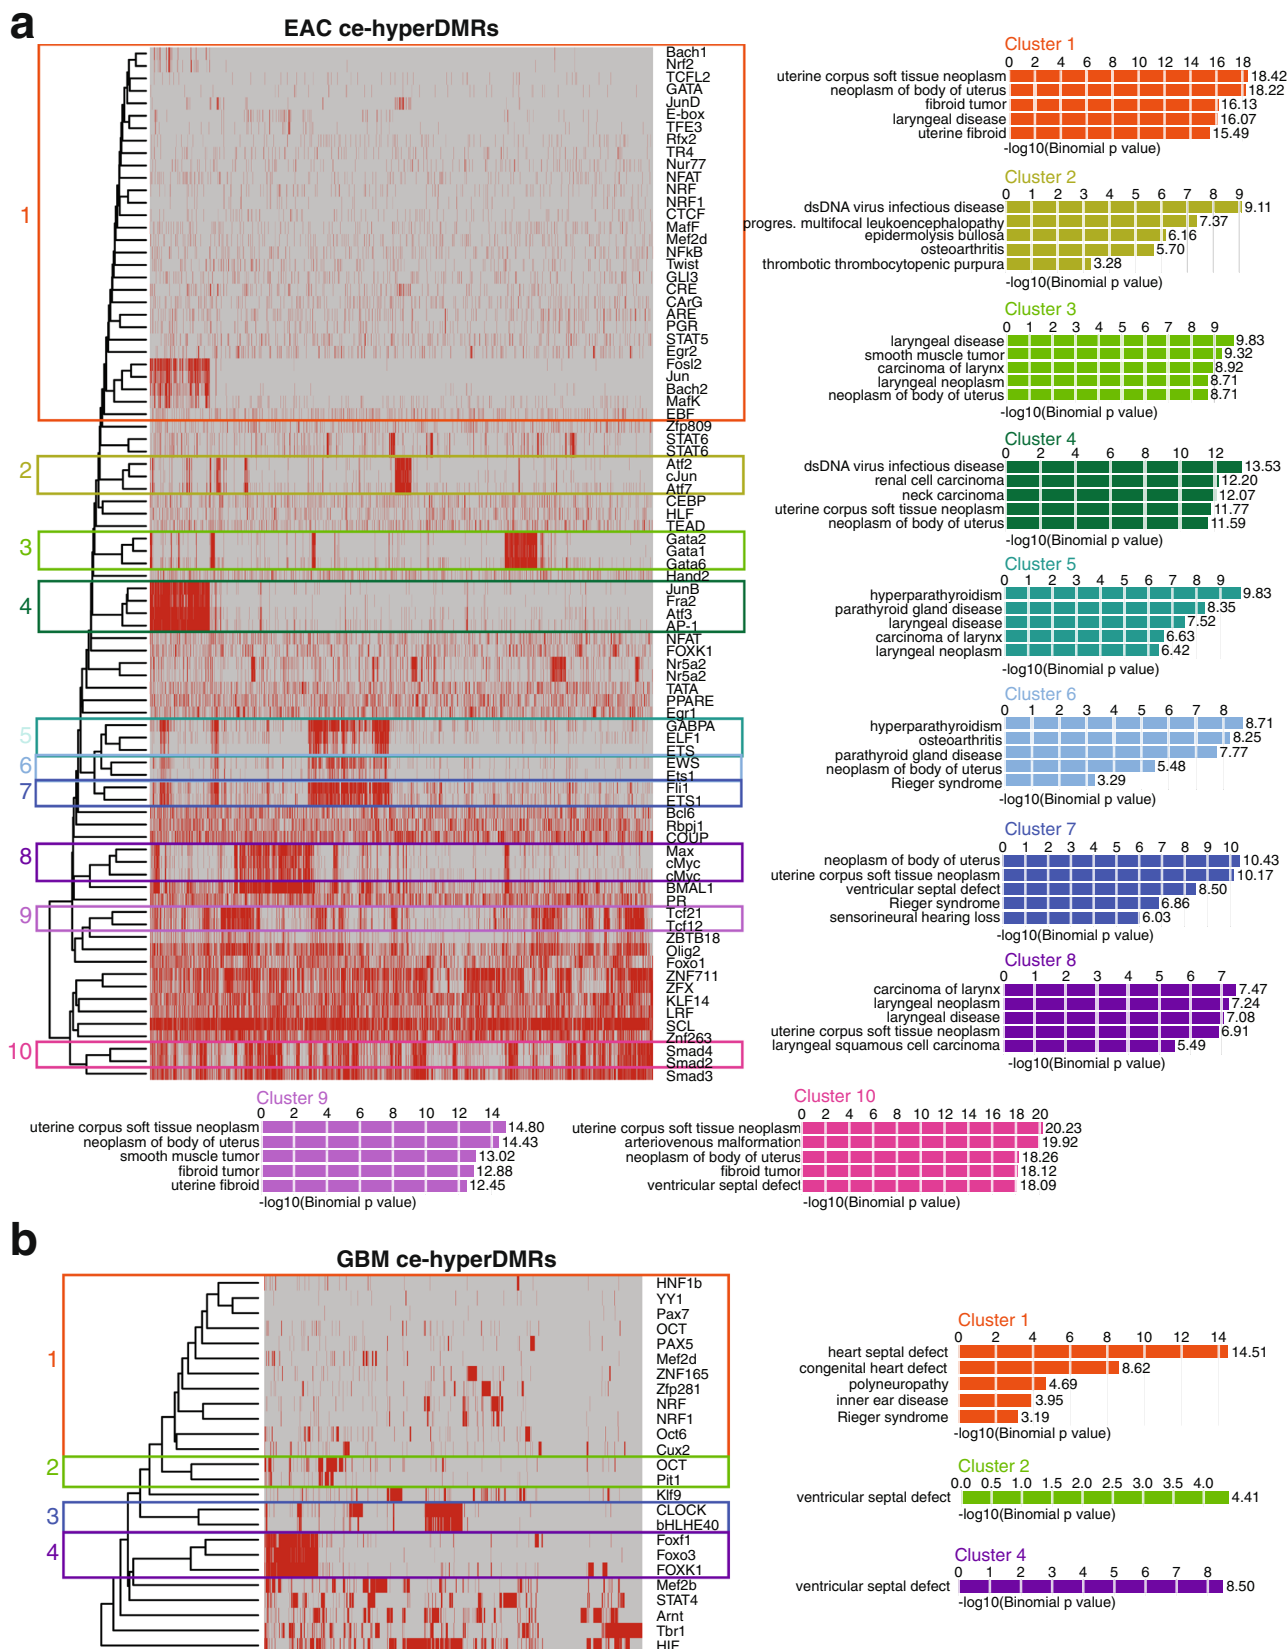 a
EAC ce-hyperDMRs
1
2
3
4
5
6
7
8
9
10
Bach1
Nrf2
TCFL2
GATA
JunD
E-box
TFE3
Rfx2
TR4
Nur77
NFAT
NRF
NRF1
CTCF
MafF
Mef2d
NFkB
Twist
GLI3
CRE
CArG
ARE
PGR
STAT5
Egr2
Fosl2
Jun
Bach2
MafK
EBF
Zfp809
STAT6
STAT6
Atf2
cJun
Atf7
CEBP
HLF
TEAD
Gata2
Gata1
Gata6
Hand2
JunB
Fra2
Atf3
AP-1
NFAT
FOXK1
Nr5a2
Nr5a2
TATA
PPARE
Egr1
GABPA
ELF1
ETS
EWS
Ets1
Fli1
ETS1
Bcl6
Rbpj1
COUP
Max
cMyc
cMyc
BMAL1
PR
Tcf21
Tcf12
ZBTB18
Olig2
Foxo1
ZNF711
ZFX
KLF14
LRF
SCL
Znf263
Smad4
Smad2
Smad3
Cluster 1
0 2 4 6 8 10 12 14 16 18
uterine corpus soft tissue neoplasm 18.42
neoplasm of body of uterus 18.22
fibroid tumor 16.13
laryngeal disease 16.07
uterine fibroid 15.49
-log10(Binomial p value)
Cluster 2
0 1 2 3 4 5 6 7 8 9
dsDNA virus infectious disease 9.11
progres. multifocal leukoencephalopathy 7.37
epidermolysis bullosa 6.16
osteoarthritis 5.70
thrombotic thrombocytopenic purpura 3.28
-log10(Binomial p value)
Cluster 3
0 1 2 3 4 5 6 7 8 9
laryngeal disease 9.83
smooth muscle tumor 9.32
carcinoma of larynx 8.92
laryngeal neoplasm 8.71
neoplasm of body of uterus 8.71
-log10(Binomial p value)
Cluster 4
0 2 4 6 8 10 12
dsDNA virus infectious disease 13.53
renal cell carcinoma 12.20
neck carcinoma 12.07
uterine corpus soft tissue neoplasm 11.77
neoplasm of body of uterus 11.59
-log10(Binomial p value)
Cluster 5
0 1 2 3 4 5 6 7 8 9
hyperparathyroidism 9.83
parathyroid gland disease 8.35
laryngeal disease 7.52
carcinoma of larynx 6.63
laryngeal neoplasm 6.42
-log10(Binomial p value)
Cluster 6
0 1 2 3 4 5 6 7 8
hyperparathyroidism 8.71
osteoarthritis 8.25
parathyroid gland disease 7.77
neoplasm of body of uterus 5.48
Rieger syndrome 3.29
-log10(Binomial p value)
Cluster 7
0 1 2 3 4 5 6 7 8 9 10
neoplasm of body of uterus 10.43
uterine corpus soft tissue neoplasm 10.17
ventricular septal defect 8.50
Rieger syndrome 6.86
sensorineural hearing loss 6.03
-log10(Binomial p value)
Cluster 8
0 1 2 3 4 5 6 7
carcinoma of larynx 7.47
laryngeal neoplasm 7.24
laryngeal disease 7.08
uterine corpus soft tissue neoplasm 6.91
laryngeal squamous cell carcinoma 5.49
-log10(Binomial p value)
Cluster 9
0 2 4 6 8 10 12 14
uterine corpus soft tissue neoplasm 14.80
neoplasm of body of uterus 14.43
smooth muscle tumor 13.02
fibroid tumor 12.88
uterine fibroid 12.45
-log10(Binomial p value)
Cluster 10
0 2 4 6 8 10 12 14 16 18 20
uterine corpus soft tissue neoplasm 20.23
arteriovenous malformation 19.92
neoplasm of body of uterus 18.26
fibroid tumor 18.12
ventricular septal defect 18.09
-log10(Binomial p value)
b
GBM ce-hyperDMRs
1
2
3
4
HNF1b
YY1
Pax7
OCT
PAX5
Mef2d
ZNF165
Zfp281
NRF
NRF1
Oct6
Cux2
OCT
Pit1
Klf9
CLOCK
bHLHE40
Foxf1
Foxo3
FOXK1
Mef2b
STAT4
Arnt
Tbr1
HIF
Cluster 1
0 2 4 6 8 10 12 14
heart septal defect 14.51
congenital heart defect 8.62
polyneuropathy 4.69
inner ear disease 3.95
Rieger syndrome 3.19
-log10(Binomial p value)
Cluster 2
0.0 0.5 1.0 1.5 2.0 2.5 3.0 3.5 4.0
ventricular septal defect 4.41
-log10(Binomial p value)
Cluster 4
0 1 2 3 4 5 6 7 8
ventricular septal defect 8.50
-log10(Binomial p value)